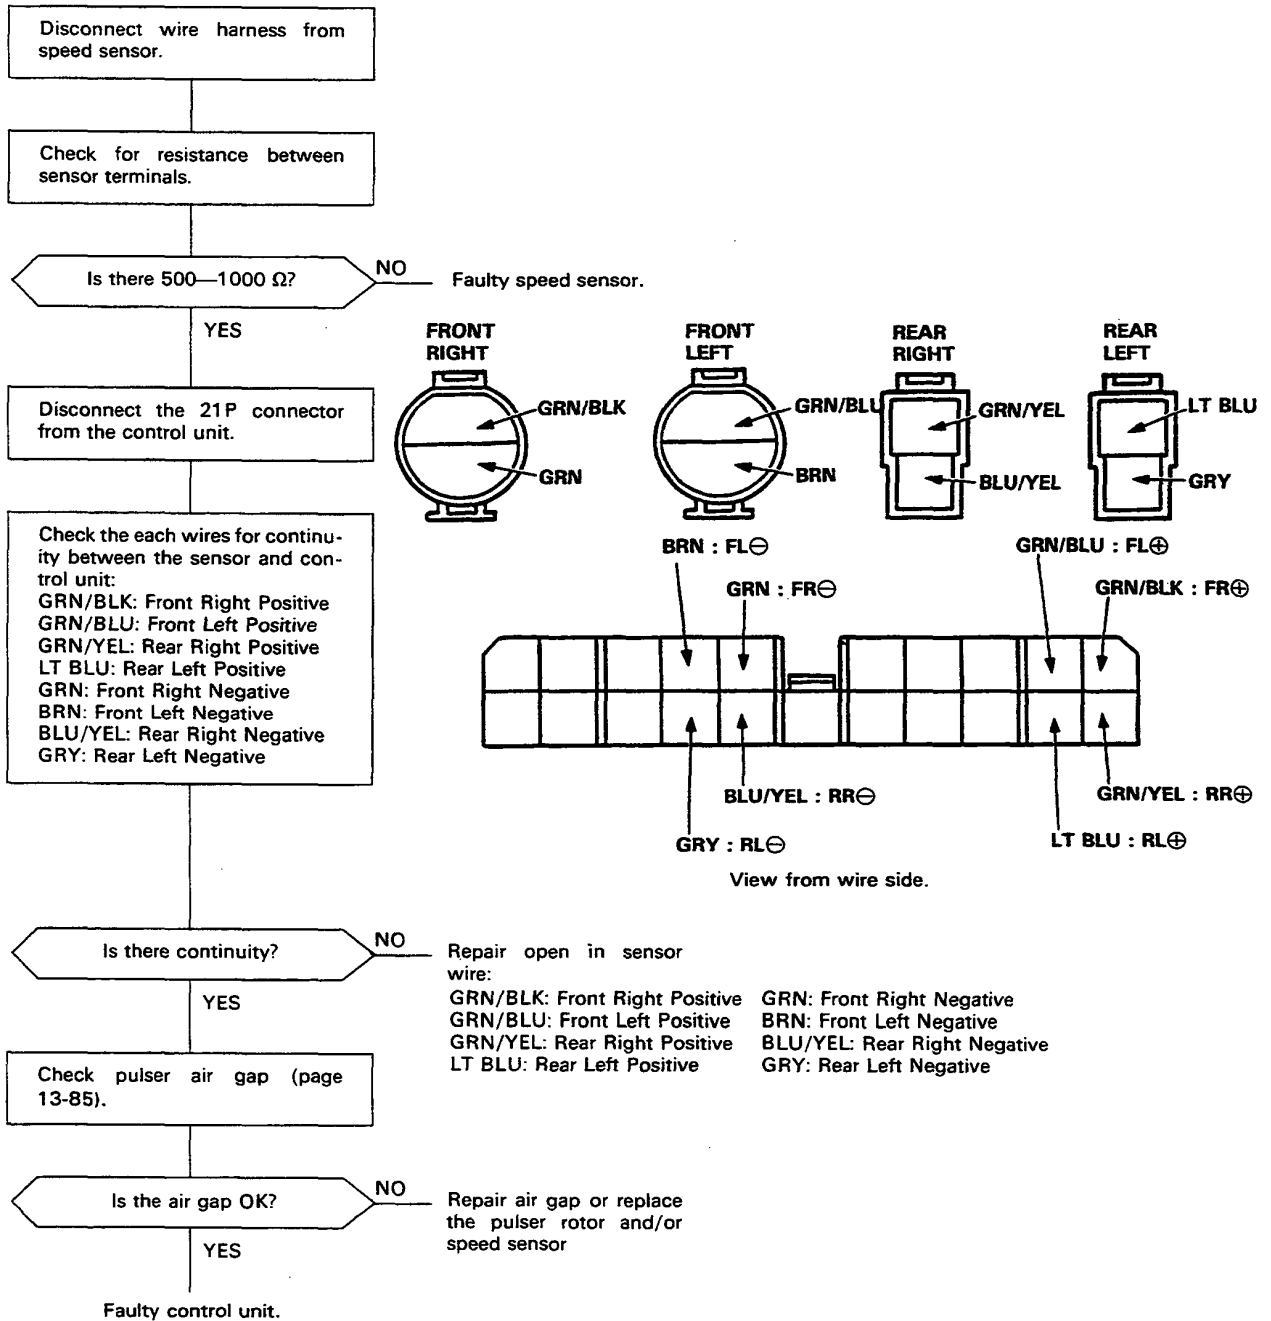 Disconnect wire harness from
speed sensor.
Check for resistance between
sensor terminals.
Is there 500—1000 Ω?
NO
Faulty speed sensor.
YES
Disconnect the 21P connector
from the control unit.
Check the each wires for continu-
ity between the sensor and con-
trol unit:
GRN/BLK: Front Right Positive
GRN/BLU: Front Left Positive
GRN/YEL: Rear Right Positive
LT BLU: Rear Left Positive
GRN: Front Right Negative
BRN: Front Left Negative
BLU/YEL: Rear Right Negative
GRY: Rear Left Negative
FRONT
RIGHT
GRN/BLK
GRN
FRONT
LEFT
GRN/BLU
BRN
REAR
RIGHT
GRN/YEL
BLU/YEL
REAR
LEFT
LT BLU
GRY
BRN : FL⊖
GRN : FR⊖
GRN/BLU : FL⊕
GRN/BLK : FR⊕
BLU/YEL : RR⊖
GRY : RL⊖
GRN/YEL : RR⊕
LT BLU : RL⊕
View from wire side.
Is there continuity?
NO
Repair open in sensor
wire:
GRN/BLK: Front Right Positive GRN: Front Right Negative
GRN/BLU: Front Left Positive BRN: Front Left Negative
GRN/YEL: Rear Right Positive BLU/YEL: Rear Right Negative
LT BLU: Rear Left Positive GRY: Rear Left Negative
YES
Check pulser air gap (page
13-85).
Is the air gap OK?
NO
Repair air gap or replace
the pulser rotor and/or
speed sensor
YES
Faulty control unit.